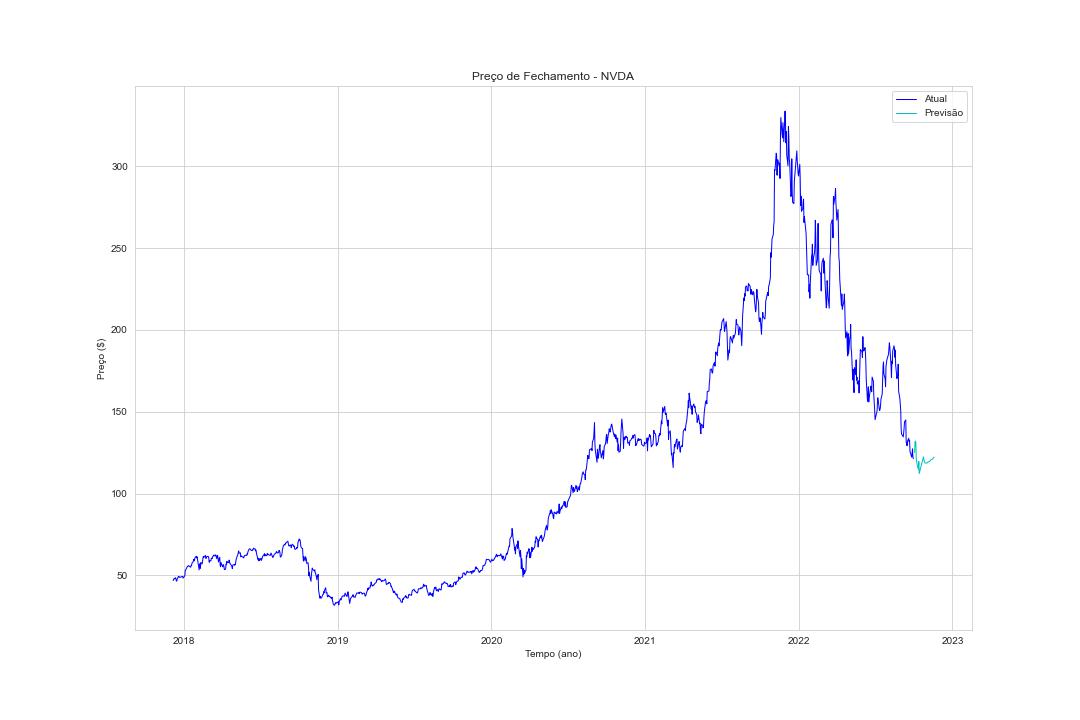 Preço de Fechamento - NVDA
Atual
Previsão
300
250
200
150
100
50
Preço ($)
2018 2019 2020 2021 2022 2023
Tempo (ano)